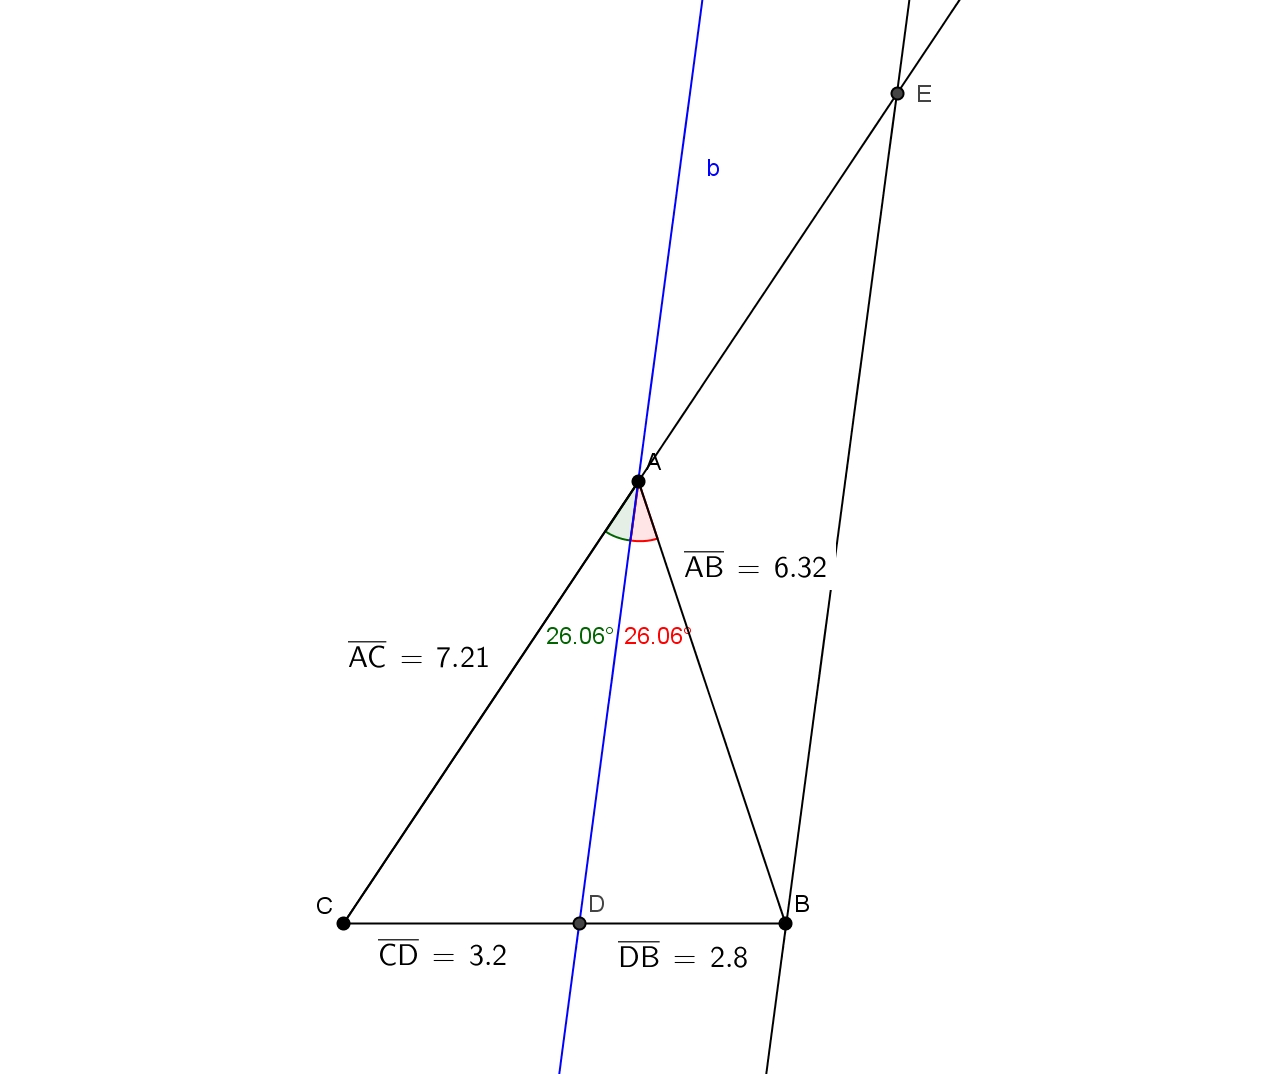 E
b
A
AB = 6.32
26.06° 26.06°
AC = 7.21
C
D
B
CD = 3.2
DB = 2.8